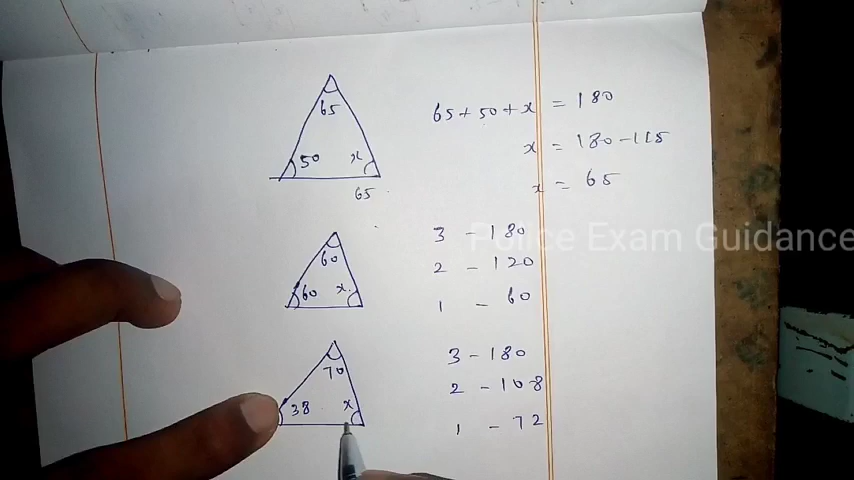 65
50 x
65
65 + 50 + x = 180
x = 180 - 115
x = 65
60
60 x
3 - 180
2 - 120
1 - 60
Police Exam Guidance
70
38 x
3 - 180
2 - 108
1 - 72